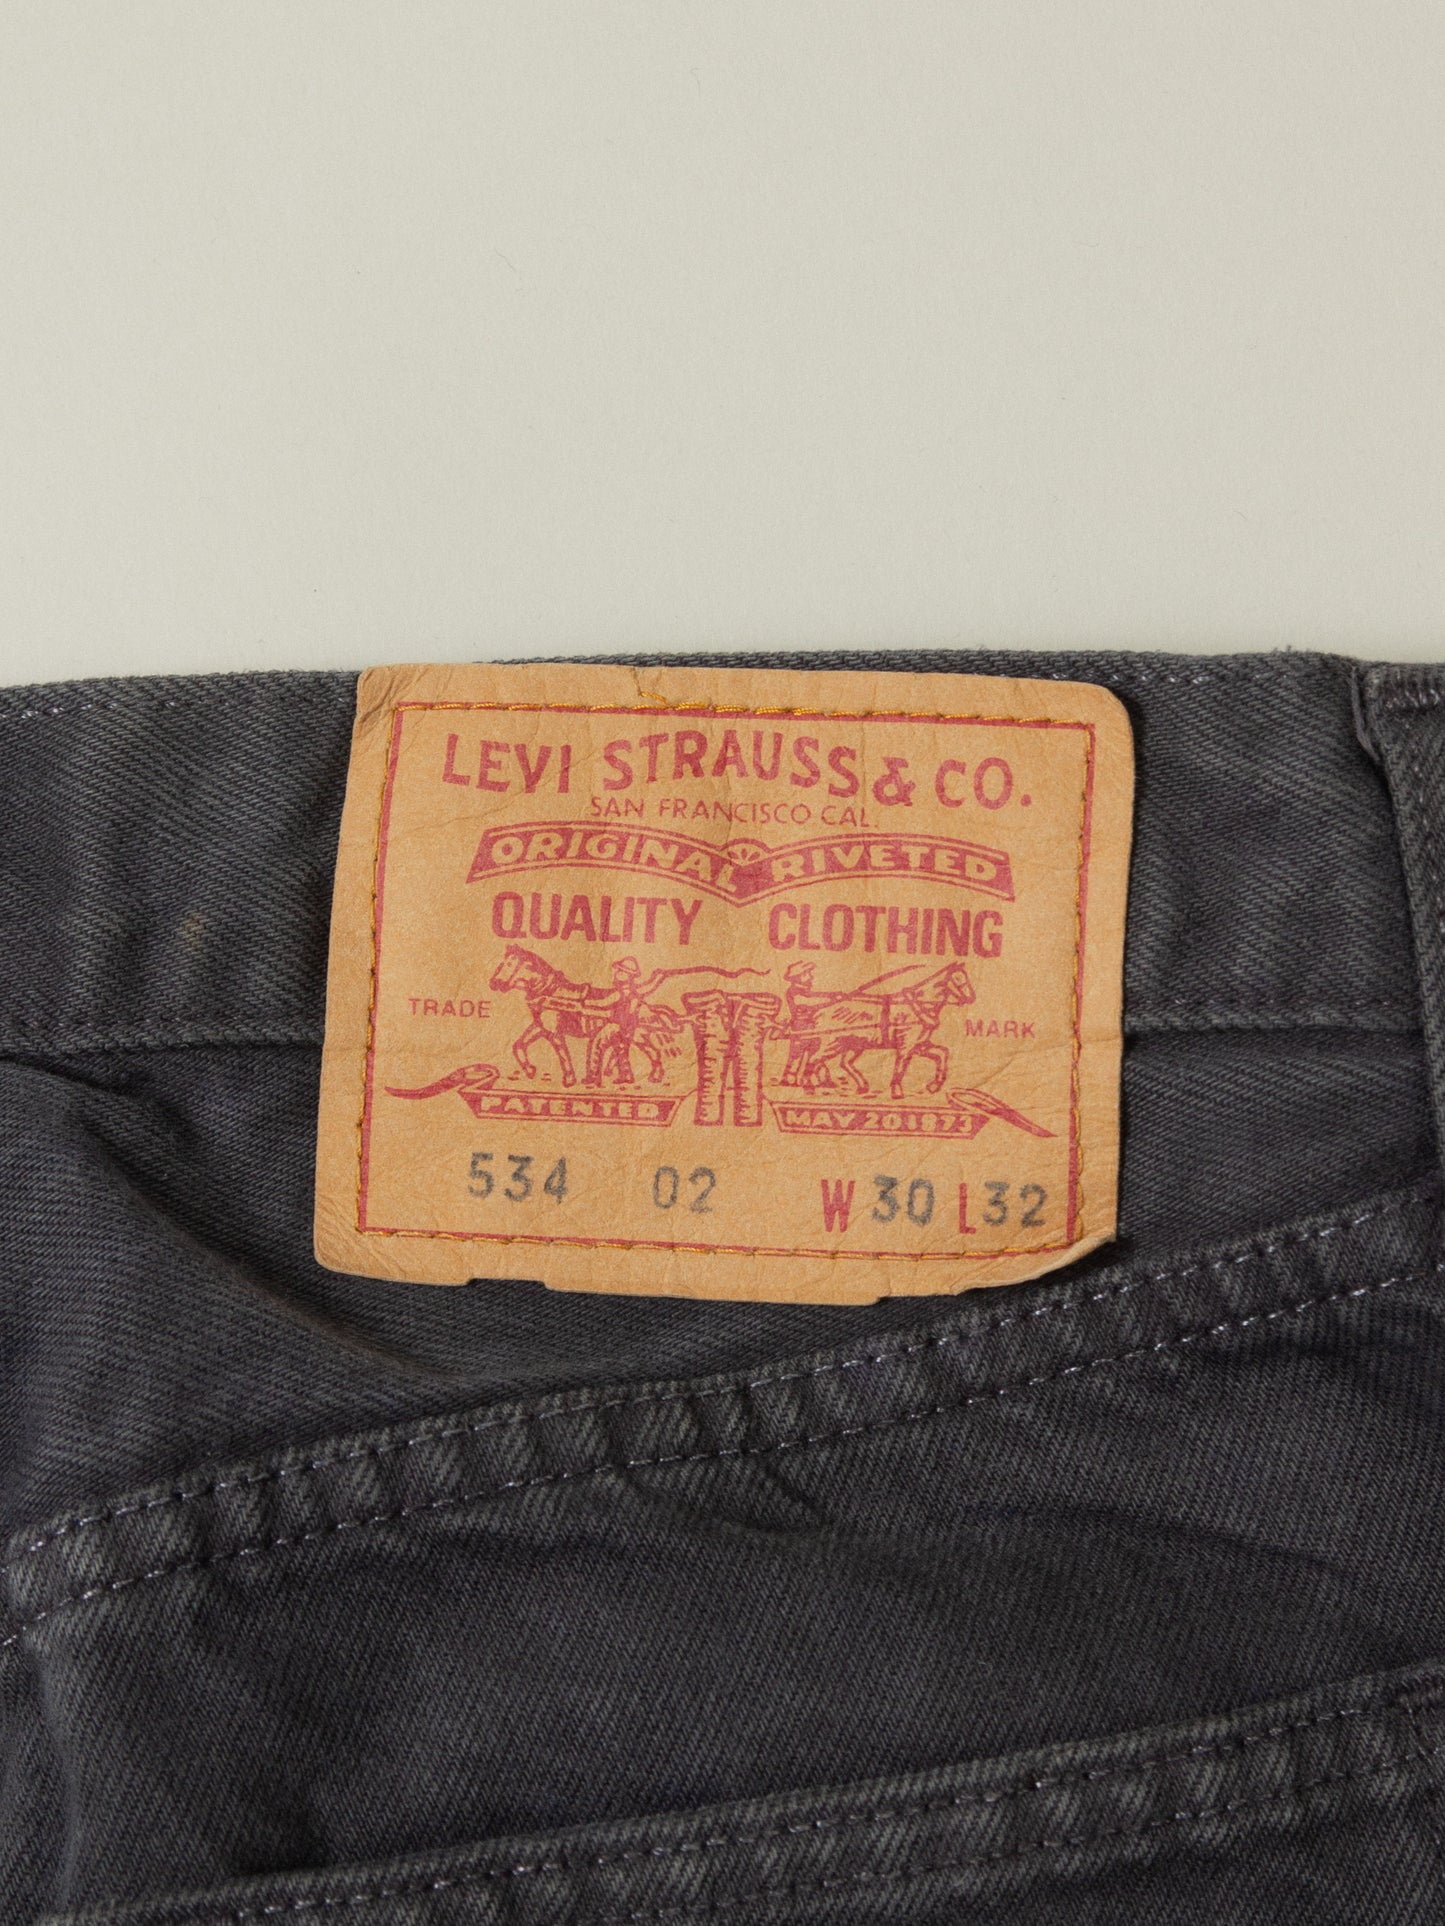 LEVI STRAUSS & CO.
SAN FRANCISCO CAL.
ORIGINAL RIVETED
QUALITY CLOTHING
TRADE MARK
PATENTED MAY 20 1873
534 02 W 30 L 32